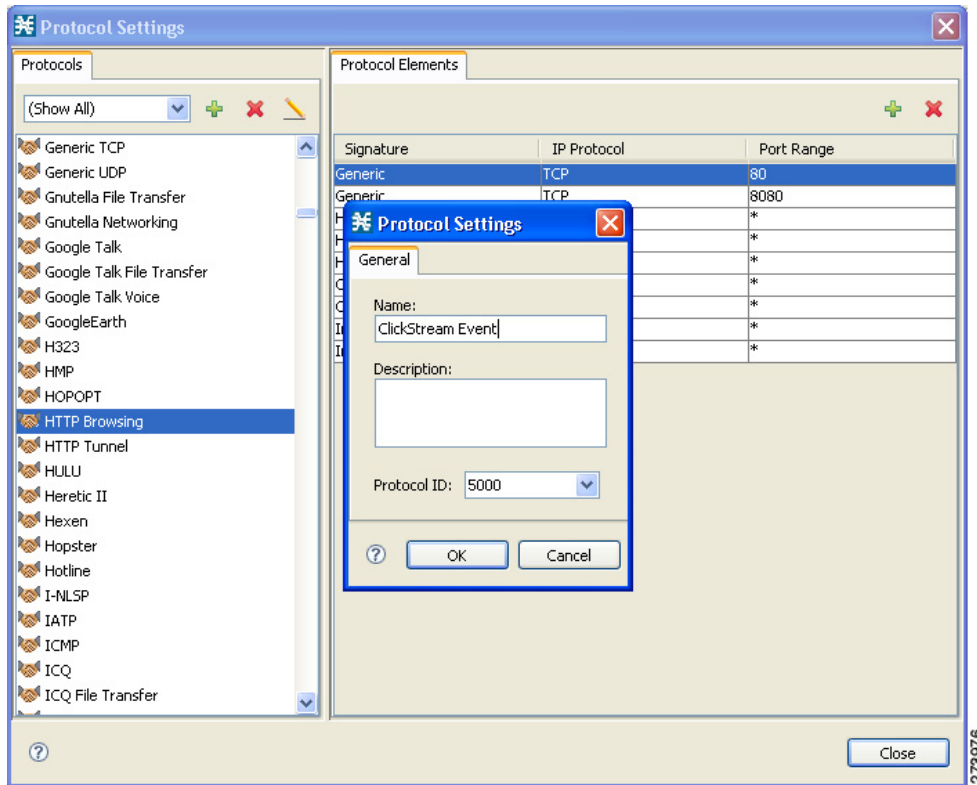 Protocol Settings
Protocols
(Show All)
Generic TCP
Generic UDP
Gnutella File Transfer
Gnutella Networking
Google Talk
Google Talk File Transfer
Google Talk Voice
GoogleEarth
H323
HMP
HOPOPT
HTTP Browsing
HTTP Tunnel
HULU
Heretic II
Hexen
Hopster
Hotline
I-NLSP
IATP
ICMP
ICQ
ICQ File Transfer
Protocol Elements
Signature IP Protocol Port Range
Generic TCP 80
Generic TCP 8080
*
*
*
*
*
*
*
Protocol Settings
General
Name:
ClickStream Event
Description:
Protocol ID: 5000
OK Cancel
Close
273976